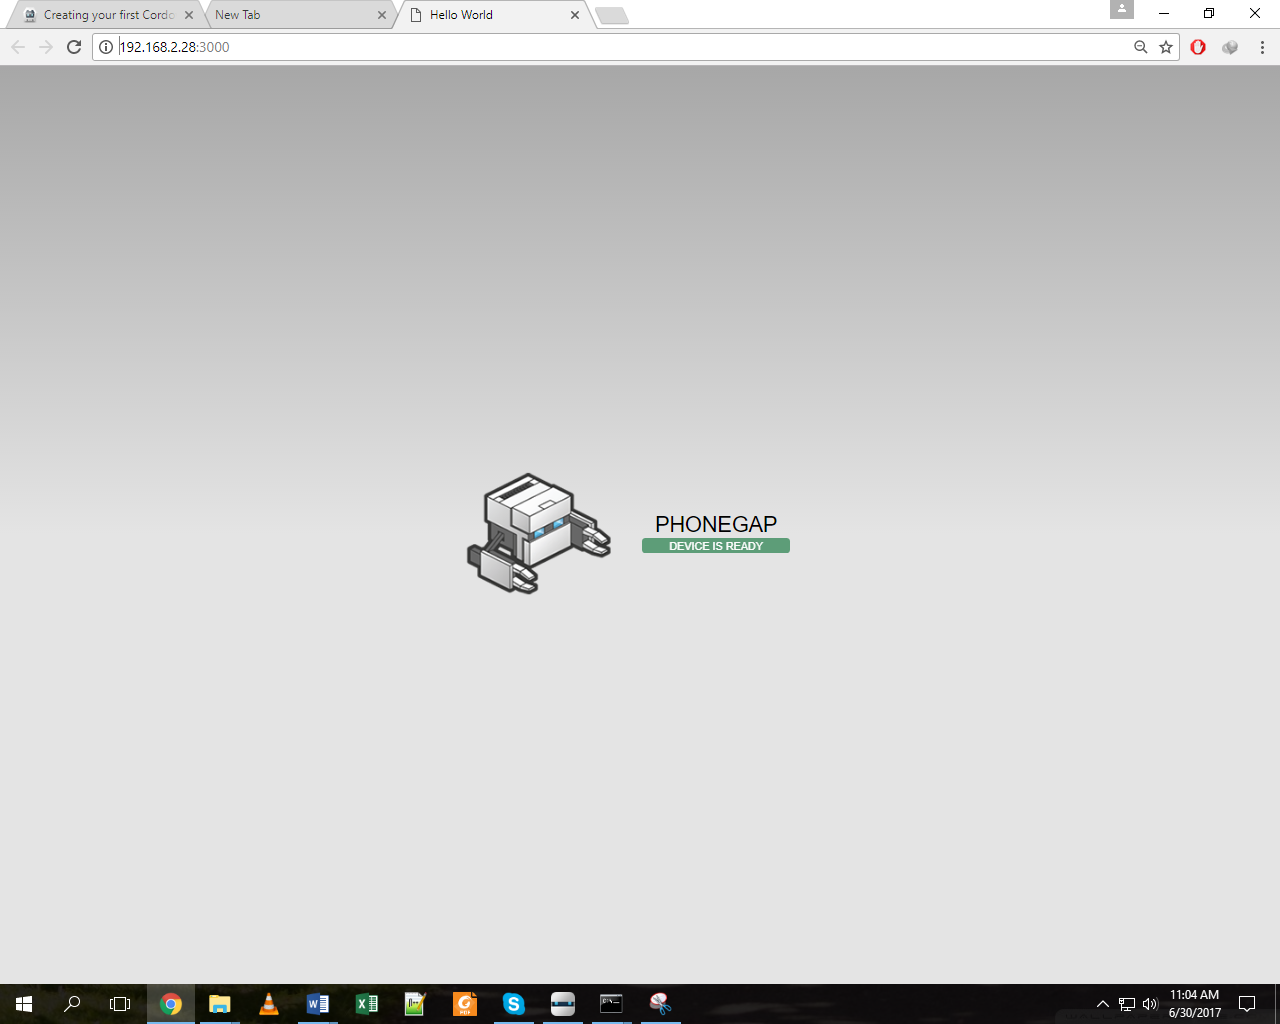 Creating your first Cordo
New Tab
Hello World
192.168.2.28:3000
PHONEGAP
DEVICE IS READY
11:04 AM
6/30/2017